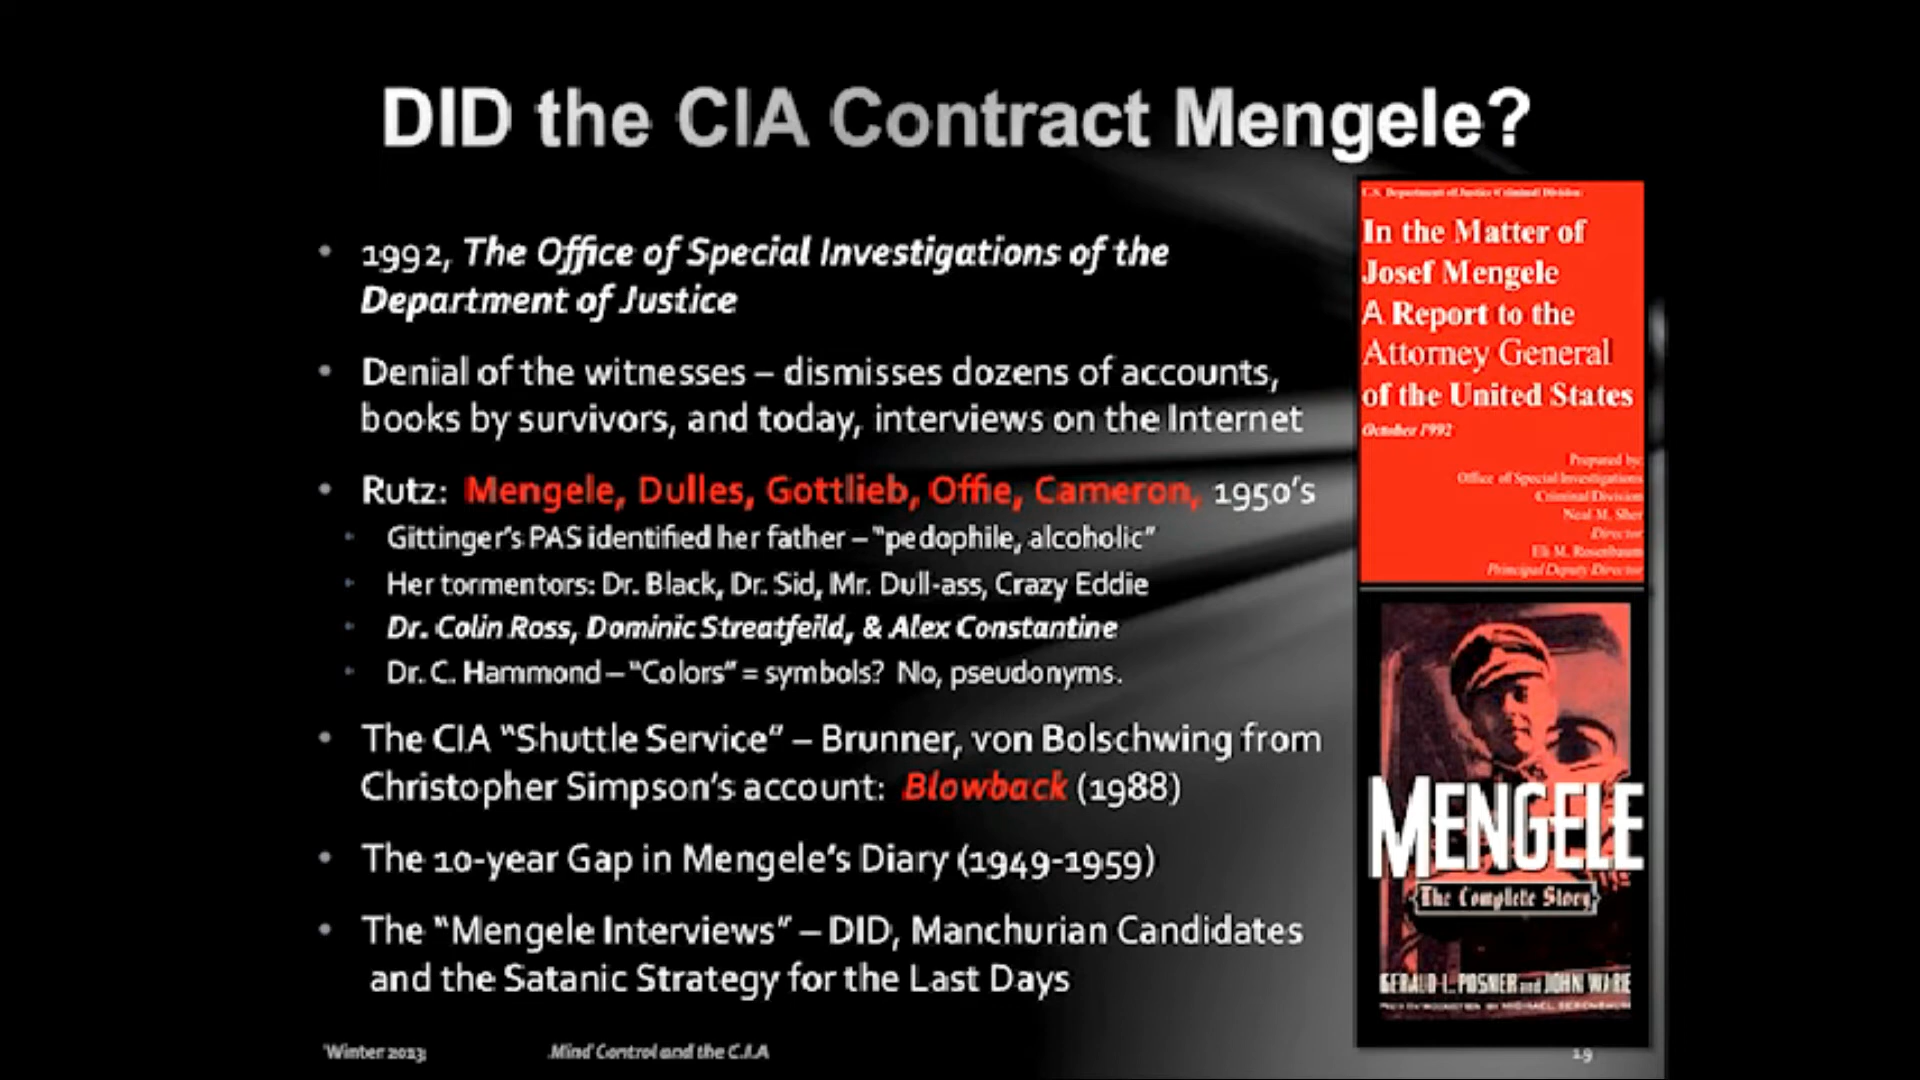 DID the CIA Contract Mengele?
• 1992, The Office of Special Investigations of the
Department of Justice
• Denial of the witnesses – dismisses dozens of accounts,
books by survivors, and today, interviews on the Internet
• Rutz: Mengele, Dulles, Gottlieb, Offie, Cameron, 1950's
• Gittinger's PAS identified her father – "pedophile, alcoholic"
• Her tormentors: Dr. Black, Dr. Sid, Mr. Dull-ass, Crazy Eddie
• Dr. Colin Ross, Dominic Streatfeild, & Alex Constantine
• Dr. C. Hammond – "Colors" = symbols? No, pseudonyms.
• The CIA "Shuttle Service" – Brunner, von Bolschwing from
Christopher Simpson's account: Blowback (1988)
• The 10-year Gap in Mengele's Diary (1949-1959)
• The "Mengele Interviews" – DID, Manchurian Candidates
and the Satanic Strategy for the Last Days
U.S. Department of Justice Criminal Division
In the Matter of
Josef Mengele
A Report to the
Attorney General
of the United States
October 1992
Prepared by:
Office of Special Investigations
Criminal Division
Neal M. Sher
Director
Eli M. Rosenbaum
Principal Deputy Director
MENGELE
The Complete Story
GERALD L. POSNER and JOHN WARE
Winter 2013
Mind Control and the C.I.A
19